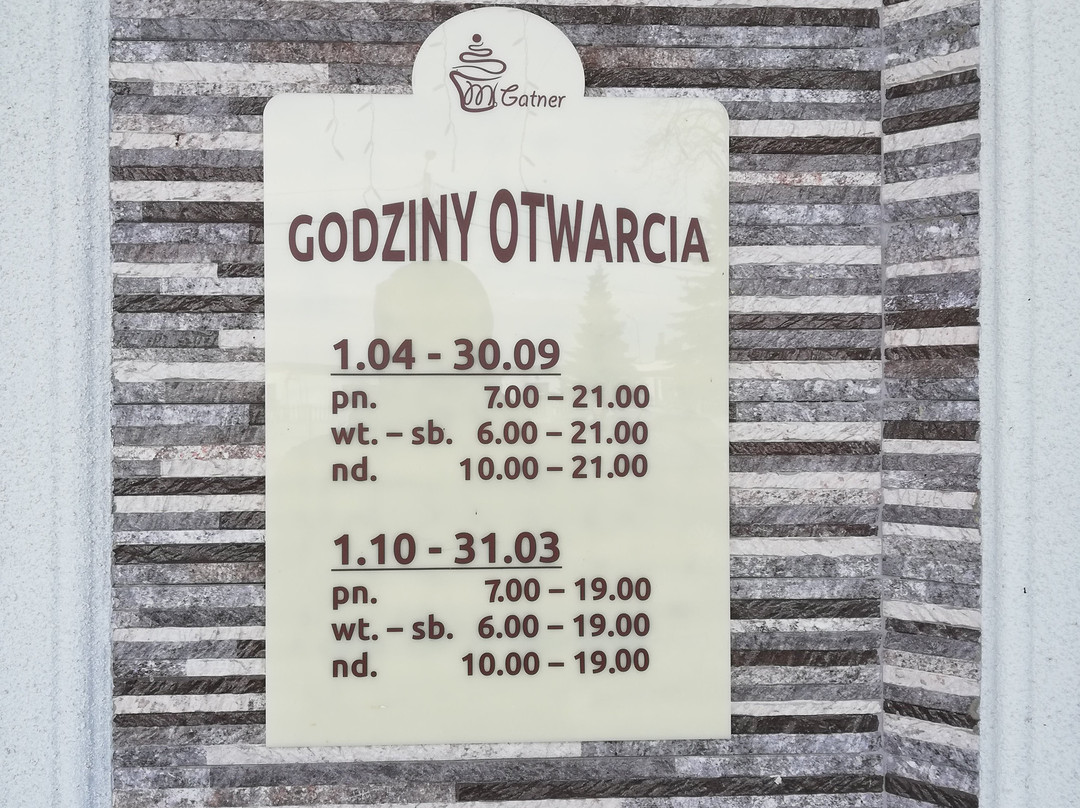 M. Gatner
GODZINY OTWARCIA
1.04 - 30.09
pn. 7.00 – 21.00
wt. – sb. 6.00 – 21.00
nd. 10.00 – 21.00
1.10 - 31.03
pn. 7.00 – 19.00
wt. – sb. 6.00 – 19.00
nd. 10.00 – 19.00